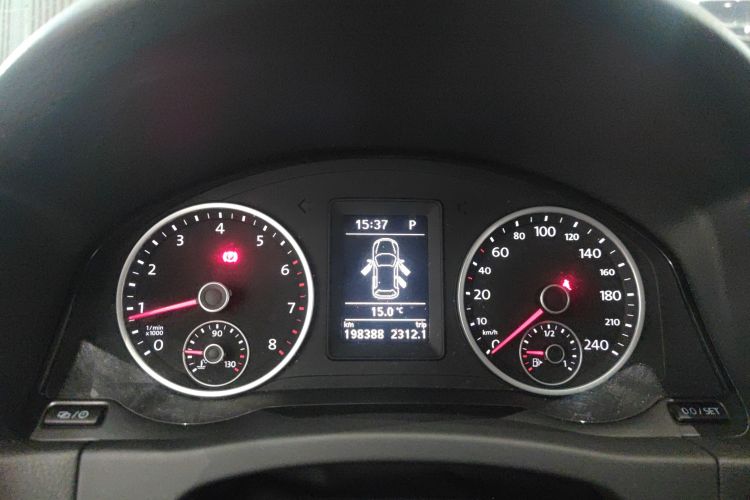 15:37 P
15.0°C
km trip
198388 2312.1
0 1 2 3 4 5 6 7 8
1/min
x1000
90
130
0 10 20 40 60 80 100 120 140 160 180 210 240
km/h
1/2
1
/
0.0/SET